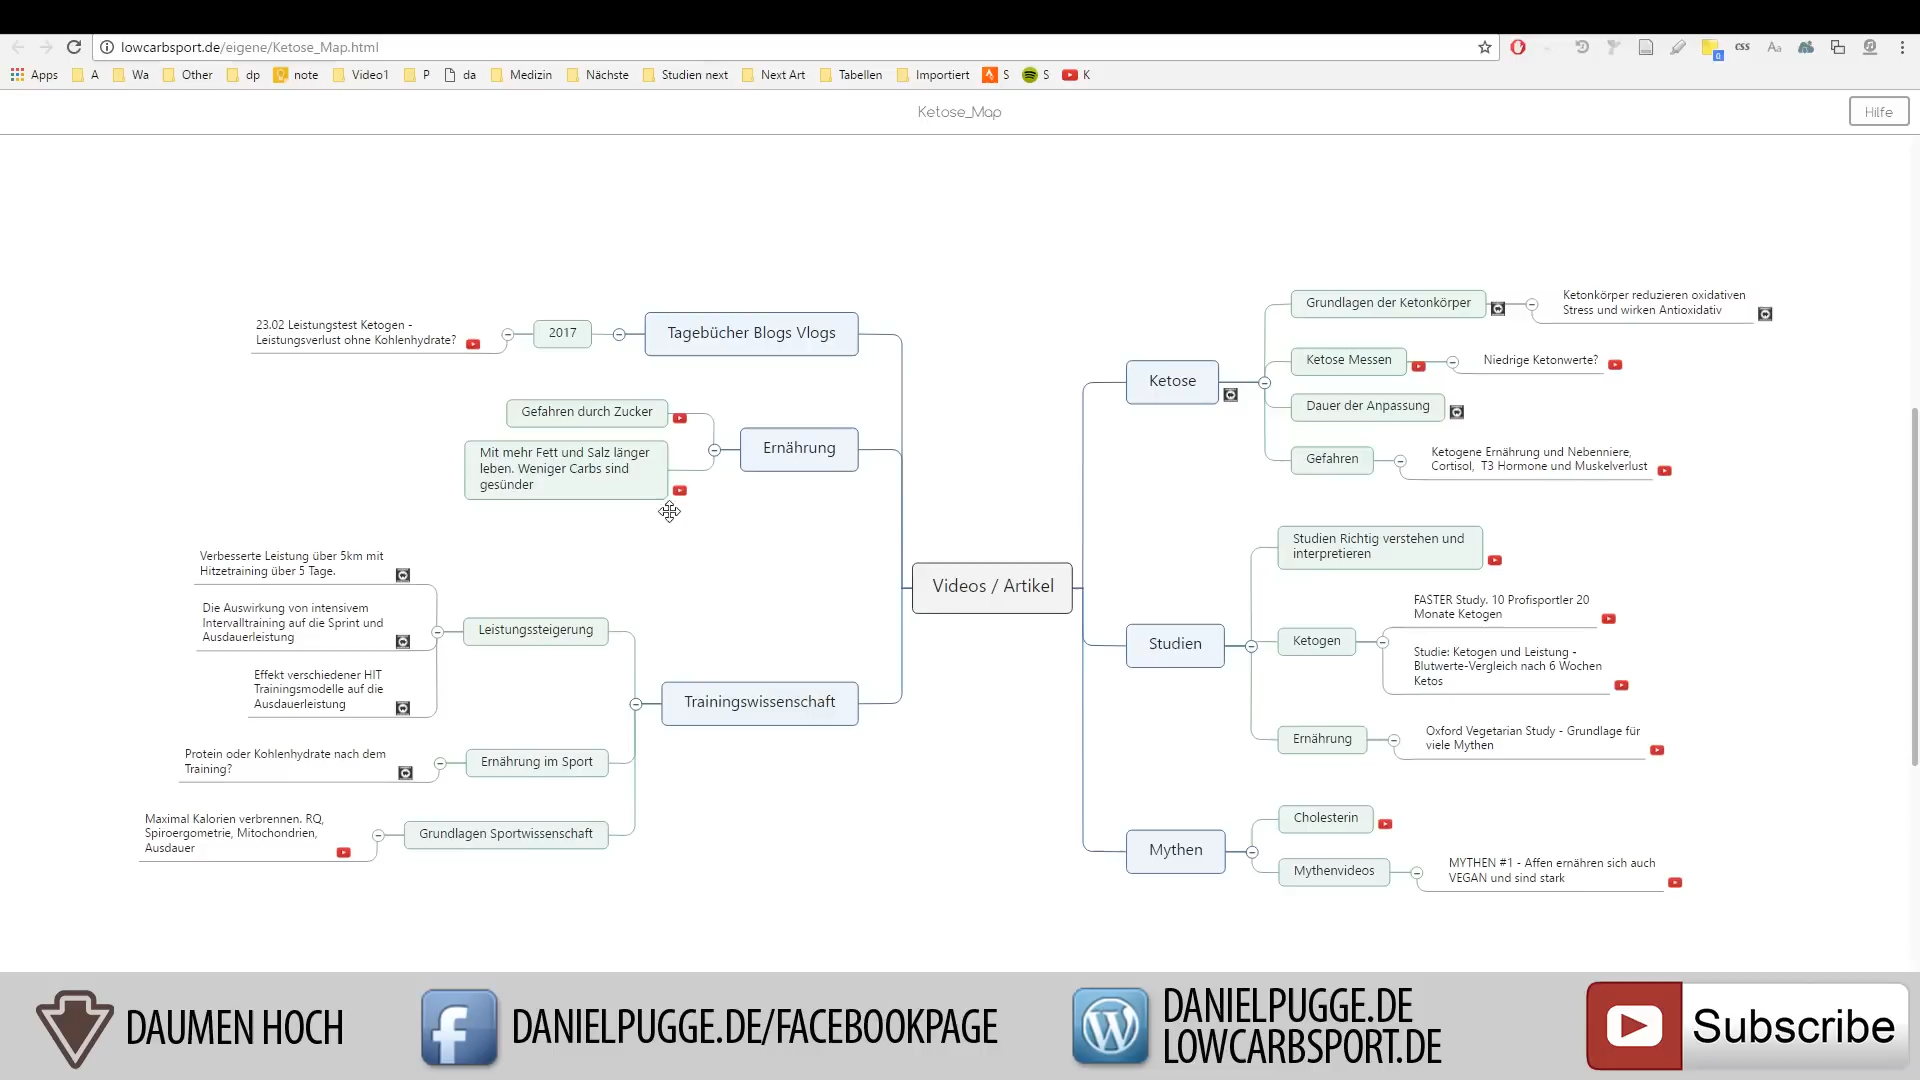 lowcarbsport.de/eigene/Ketose_Map.html
Apps A Wa Other dp note Video1 P da Medizin Nächste Studien next Next Art Tabellen Importiert S S K
Ketose_Map
Hilfe
23.02 Leistungstest Ketogen -
Leistungsverlust ohne Kohlenhydrate?
2017
Tagebücher Blogs Vlogs
Gefahren durch Zucker
Mit mehr Fett und Salz länger
leben. Weniger Carbs sind
gesünder
Ernährung
Verbesserte Leistung über 5km mit
Hitzetraining über 5 Tage.
Die Auswirkung von intensivem
Intervalltraining auf die Sprint und
Ausdauerleistung
Effekt verschiedener HIT
Trainingsmodelle auf die
Ausdauerleistung
Leistungssteigerung
Protein oder Kohlenhydrate nach dem
Training?
Ernährung im Sport
Maximal Kalorien verbrennen. RQ,
Spiroergometrie, Mitochondrien,
Ausdauer
Grundlagen Sportwissenschaft
Trainingswissenschaft
Videos / Artikel
Ketose
Grundlagen der Ketonkörper
Ketonkörper reduzieren oxidativen
Stress und wirken Antioxidativ
Ketose Messen
Niedrige Ketonwerte?
Dauer der Anpassung
Gefahren
Ketogene Ernährung und Nebenniere,
Cortisol, T3 Hormone und Muskelverlust
Studien
Studien Richtig verstehen und
interpretieren
Ketogen
FASTER Study. 10 Profisportler 20
Monate Ketogen
Studie: Ketogen und Leistung -
Blutwerte-Vergleich nach 6 Wochen
Ketos
Ernährung
Oxford Vegetarian Study - Grundlage für
viele Mythen
Mythen
Cholesterin
Mythenvideos
MYTHEN #1 - Affen ernähren sich auch
VEGAN und sind stark
DAUMEN HOCH
DANIELPUGGE.DE/FACEBOOKPAGE
DANIELPUGGE.DE
LOWCARBSPORT.DE
Subscribe